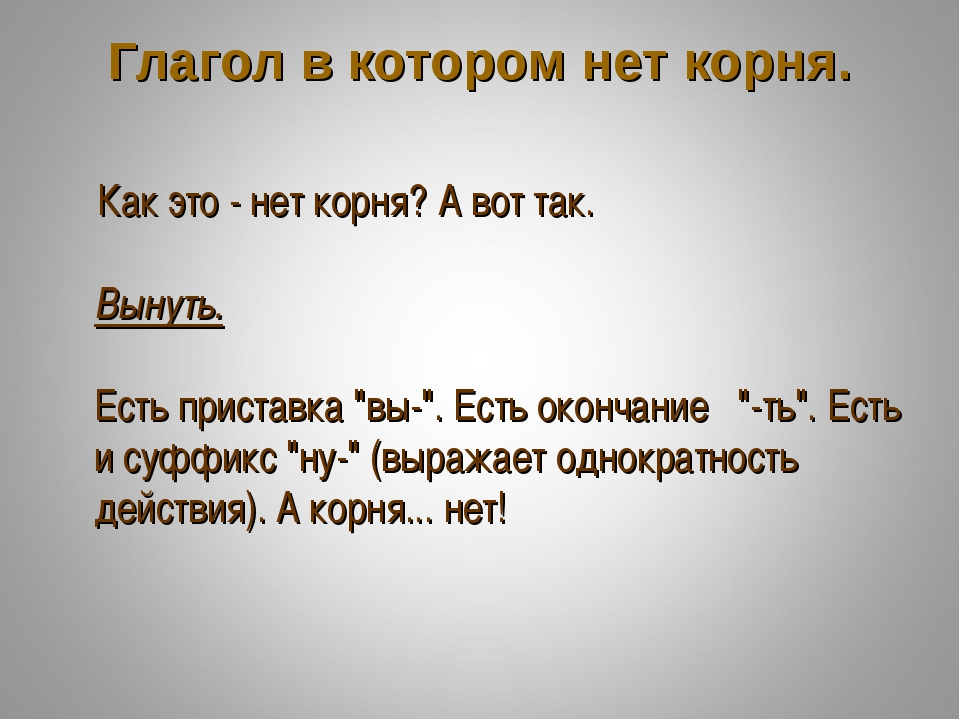 Глагол в котором нет корня.
Как это - нет корня? А вот так.
Вынуть.
Есть приставка "вы-". Есть окончание "-ть". Есть
и суффикс "ну-" (выражает однократность
действия). А корня... нет!